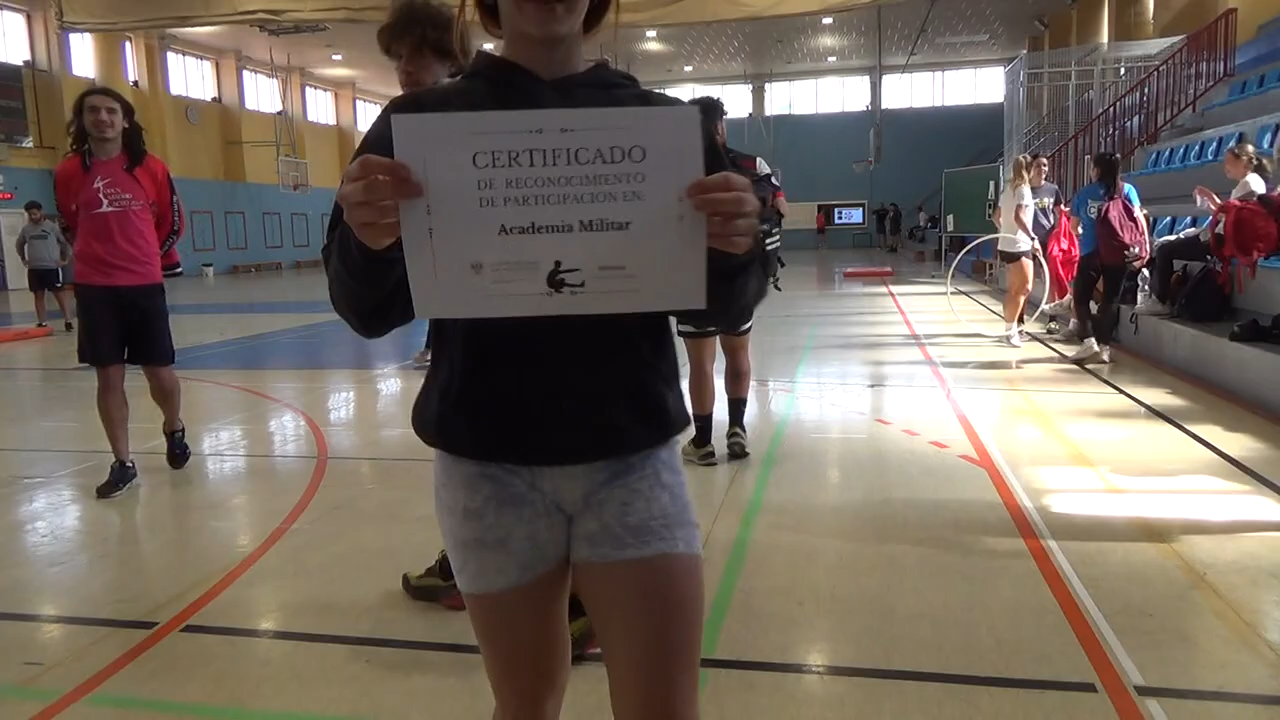 CERTIFICADO
DE RECONOCIMIENTO
DE PARTICIPACIÓN EN:
Academia Militar